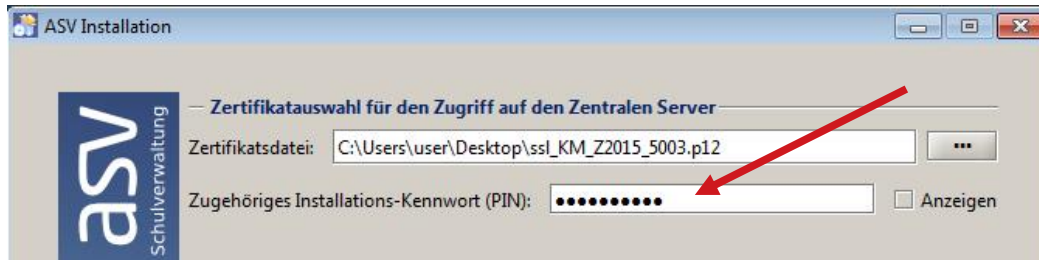 ASV Installation
asv
Schulverwaltung
Zertifikatauswahl für den Zugriff auf den Zentralen Server
Zertifikatsdatei: C:\Users\user\Desktop\ssl_KM_Z2015_5003.p12 ...
Zugehöriges Installations-Kennwort (PIN): ●●●●●●●●●● Anzeigen